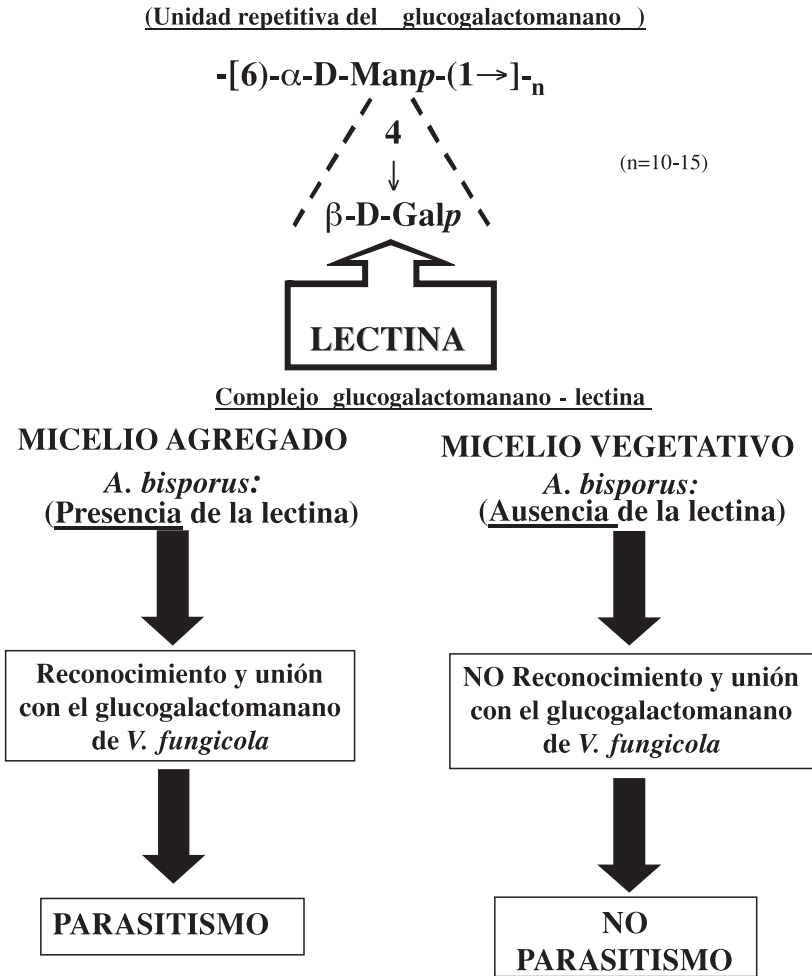 (Unidad repetitiva del glucogalactomanano )
-[6)-α-D-Manp-(1→]-n
4
↓
(n=10-15)
β-D-Galp
LECTINA
Complejo glucogalactomanano - lectina
MICELIO AGREGADO
A. bisporus:
(Presencia de la lectina)
Reconocimiento y unión
con el glucogalactomanano
de V. fungicola
PARASITISMO
MICELIO VEGETATIVO
A. bisporus:
(Ausencia de la lectina)
NO Reconocimiento y unión
con el glucogalactomanano
de V. fungicola
NO
PARASITISMO